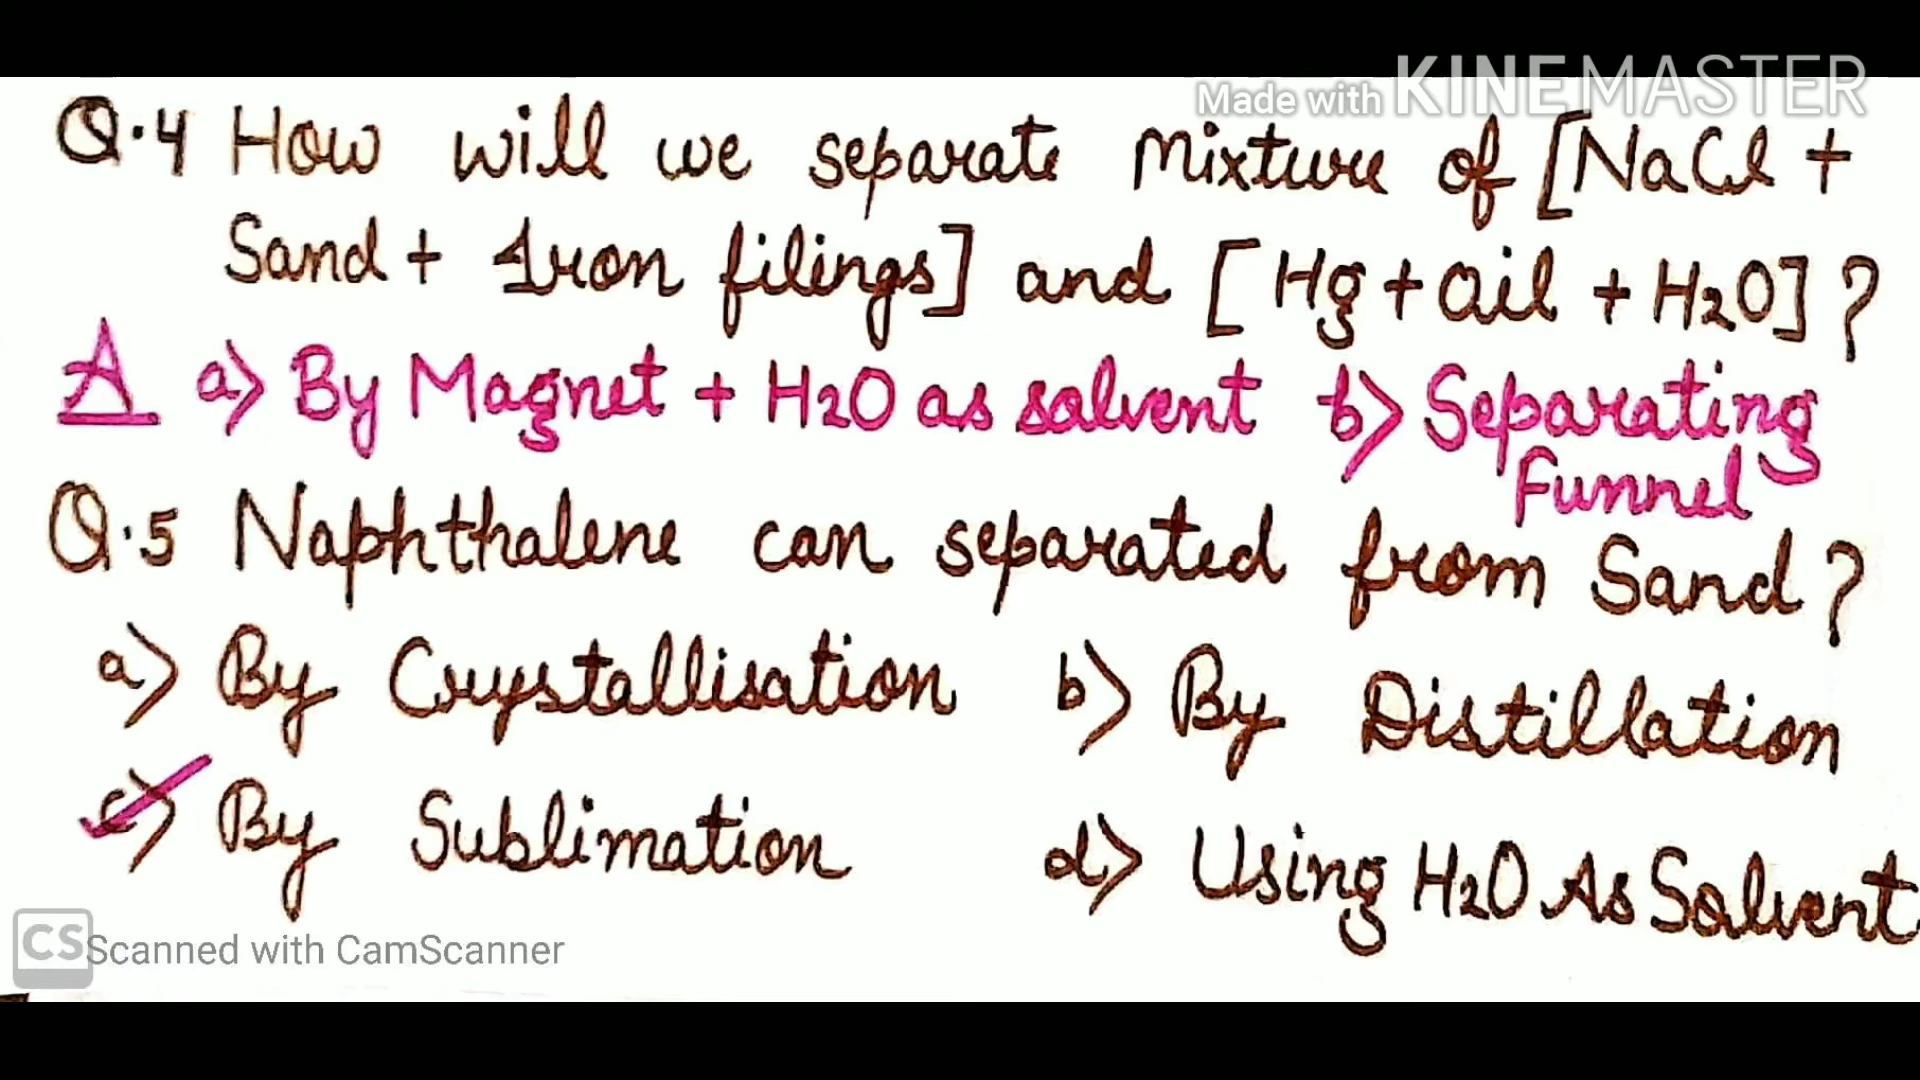 Made with KINEMASTER
Q.4 How will we separate Mixture of [NaCl +
Sand + Iron filings] and [Hg + Oil + H2O] ?
A a) By Magnet + H2O as solvent b) Separating
Funnel
Q.5 Naphthalene can separated from Sand ?
a) By Crystallisation b) By Distillation
c) By Sublimation d) Using H2O As Solvent
CS Scanned with CamScanner